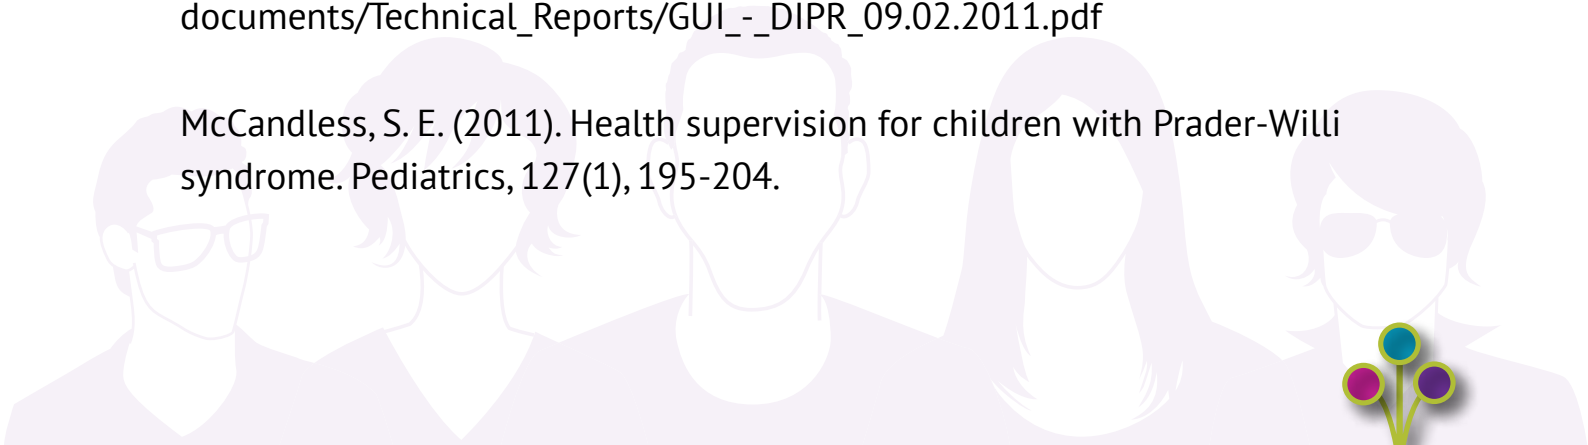 documents/Technical_Reports/GUI_-_DIPR_09.02.2011.pdf
McCandless, S. E. (2011). Health supervision for children with Prader-Willi
syndrome. Pediatrics, 127(1), 195-204.